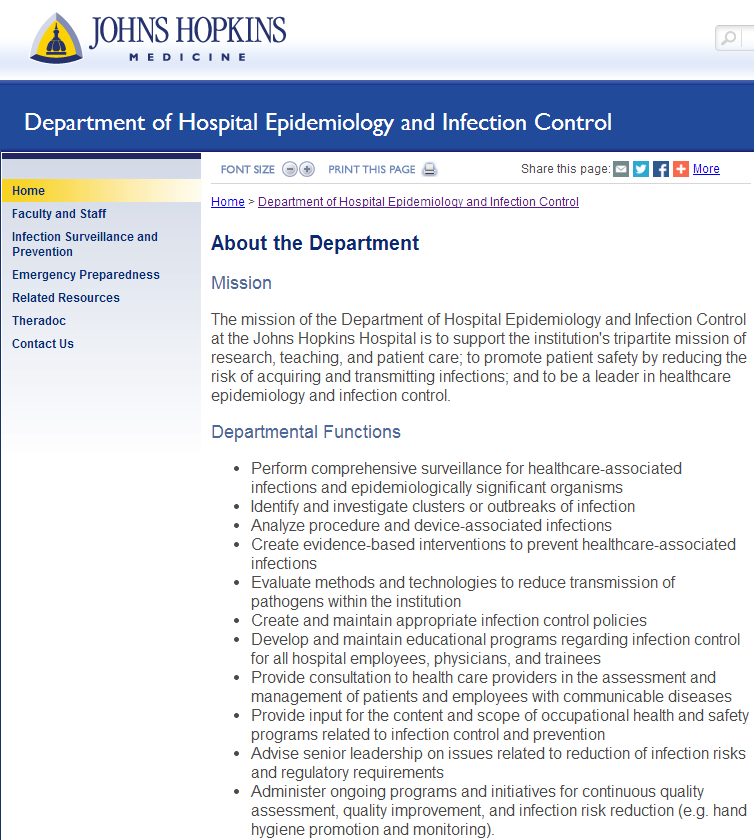 JOHNS HOPKINS
MEDICINE
Department of Hospital Epidemiology and Infection Control
Home
Faculty and Staff
Infection Surveillance and
Prevention
Emergency Preparedness
Related Resources
Theradoc
Contact Us
FONT SIZE PRINT THIS PAGE Share this page: More
Home > Department of Hospital Epidemiology and Infection Control
About the Department
Mission
The mission of the Department of Hospital Epidemiology and Infection Control
at the Johns Hopkins Hospital is to support the institution's tripartite mission of
research, teaching, and patient care; to promote patient safety by reducing the
risk of acquiring and transmitting infections; and to be a leader in healthcare
epidemiology and infection control.
Departmental Functions
• Perform comprehensive surveillance for healthcare-associated
infections and epidemiologically significant organisms
• Identify and investigate clusters or outbreaks of infection
• Analyze procedure and device-associated infections
• Create evidence-based interventions to prevent healthcare-associated
infections
• Evaluate methods and technologies to reduce transmission of
pathogens within the institution
• Create and maintain appropriate infection control policies
• Develop and maintain educational programs regarding infection control
for all hospital employees, physicians, and trainees
• Provide consultation to health care providers in the assessment and
management of patients and employees with communicable diseases
• Provide input for the content and scope of occupational health and safety
programs related to infection control and prevention
• Advise senior leadership on issues related to reduction of infection risks
and regulatory requirements
• Administer ongoing programs and initiatives for continuous quality
assessment, quality improvement, and infection risk reduction (e.g. hand
hygiene promotion and monitoring).